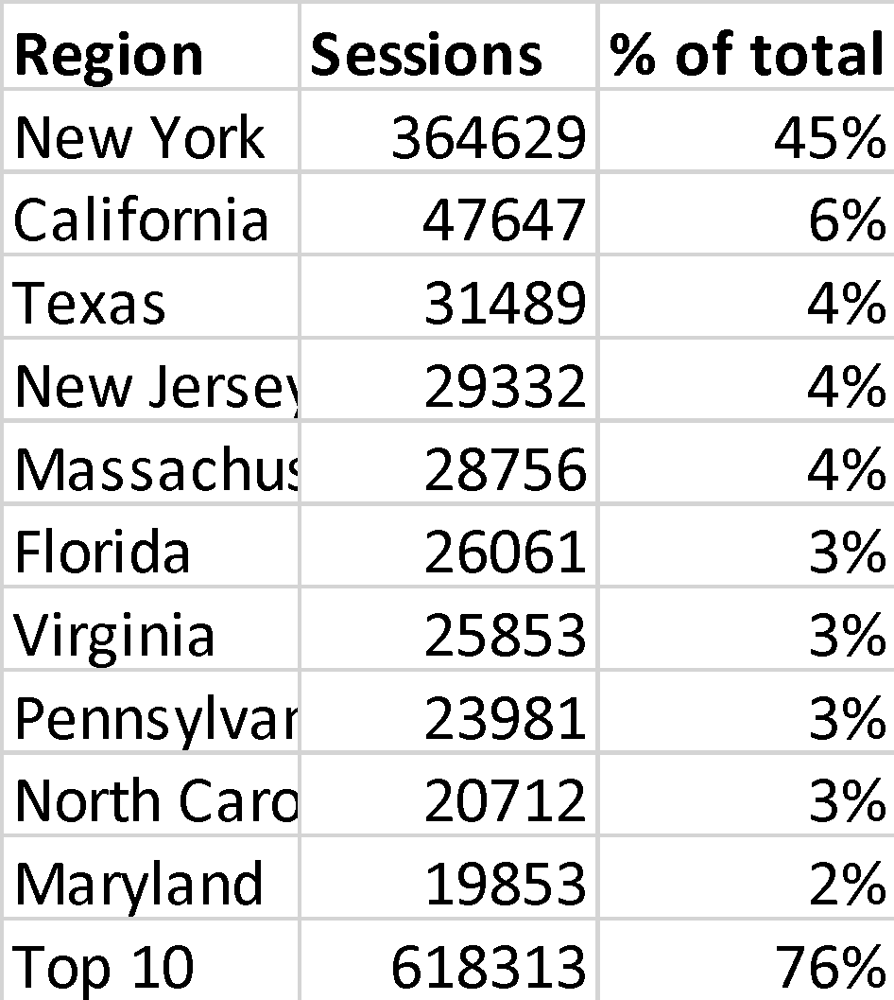 Region Sessions % of total
New York 364629 45%
California 47647 6%
Texas 31489 4%
New Jersey 29332 4%
Massachus 28756 4%
Florida 26061 3%
Virginia 25853 3%
Pennsylvan 23981 3%
North Caro 20712 3%
Maryland 19853 2%
Top 10 618313 76%